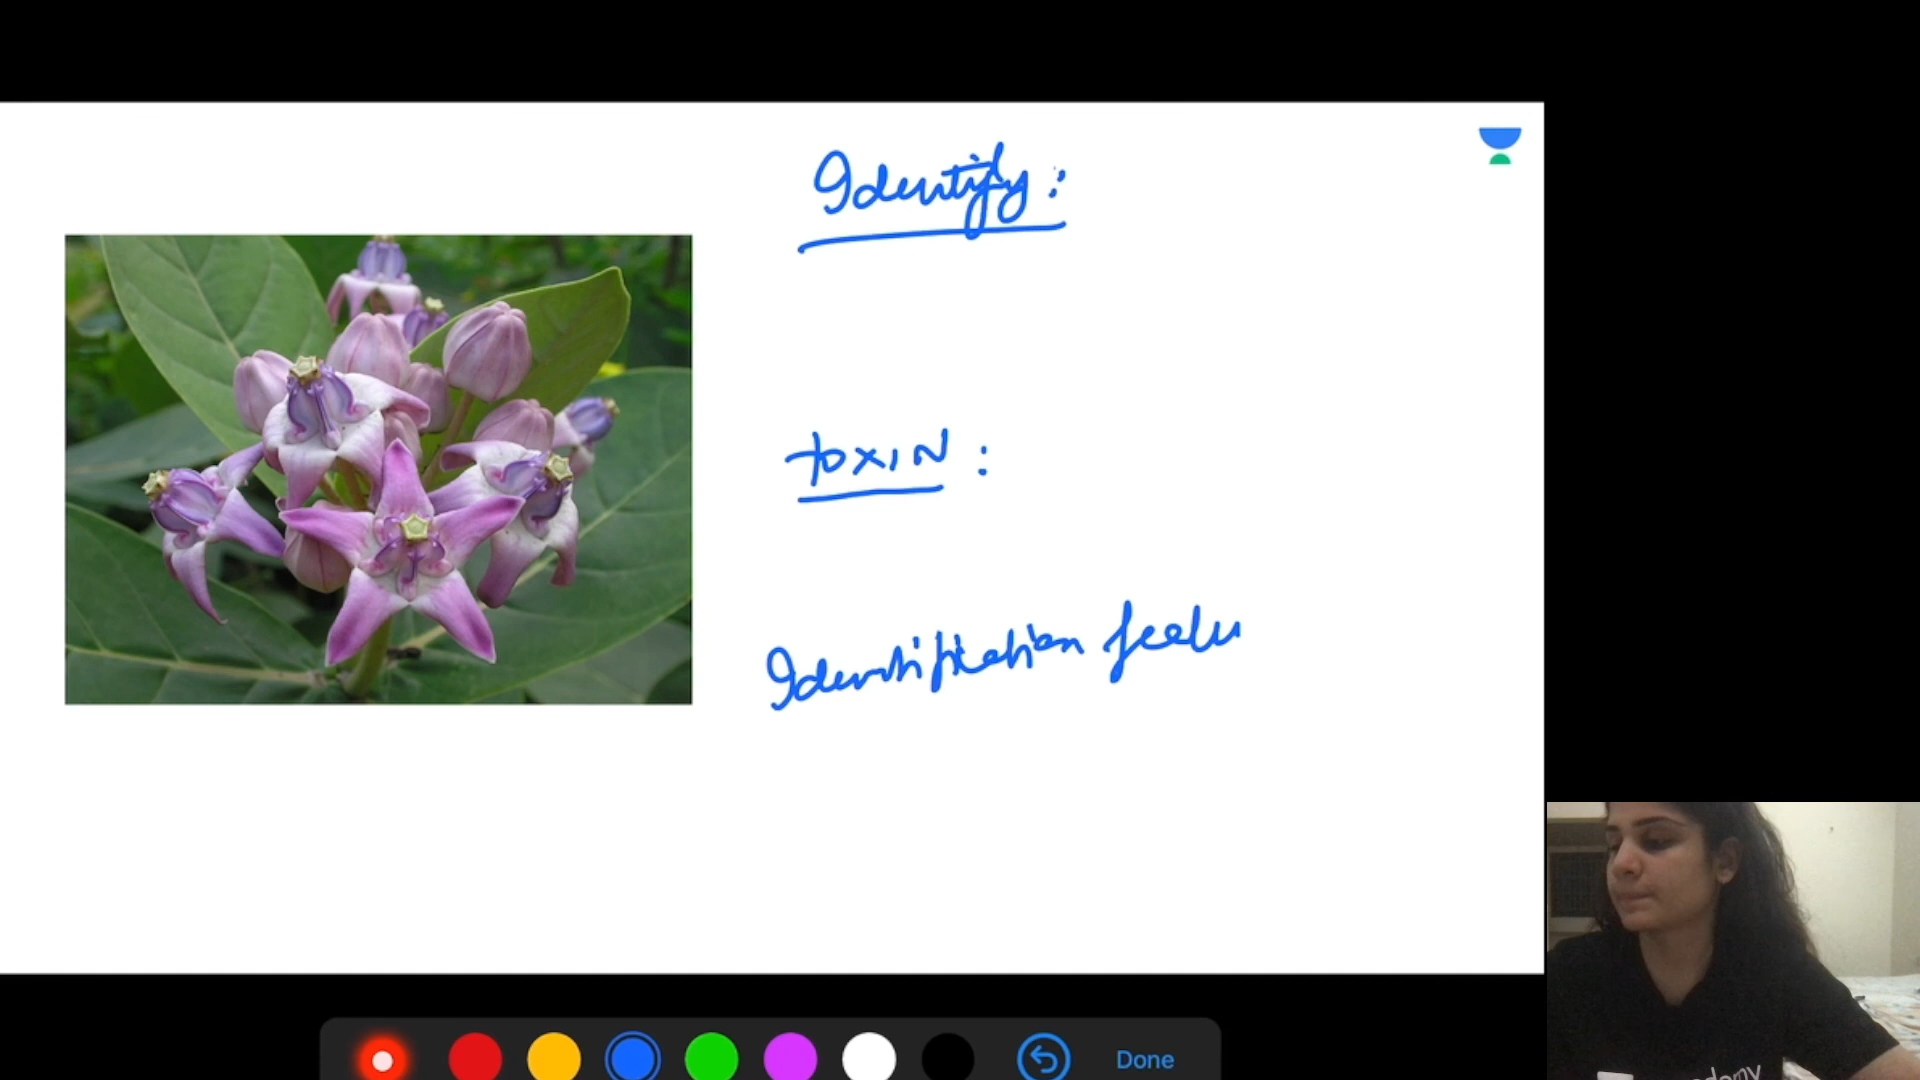 Identify :
toxIN :
Identification featu
Done